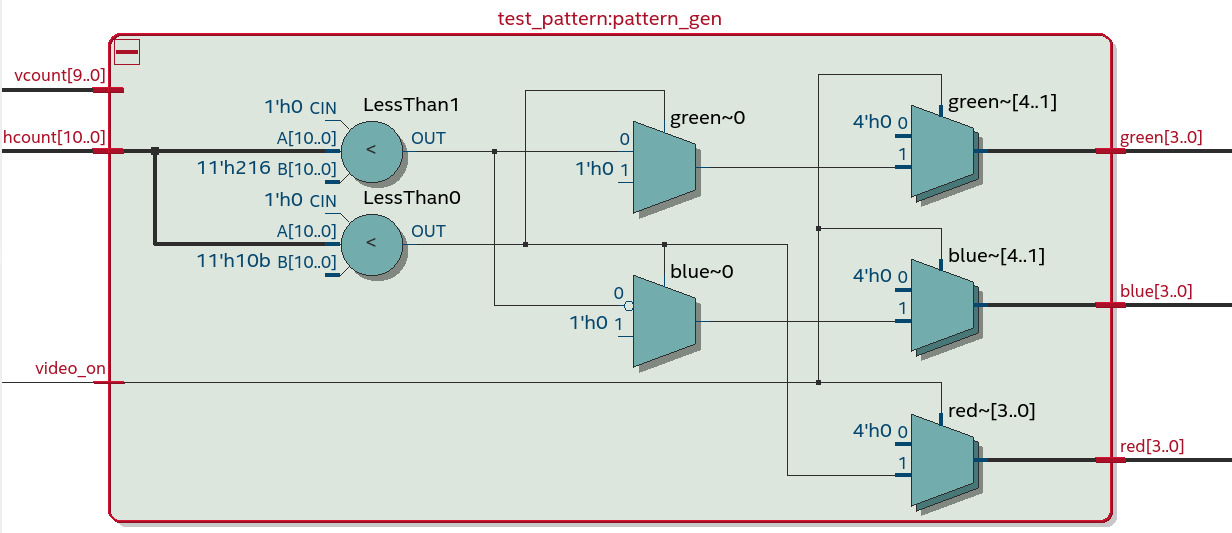 test_pattern:pattern_gen
vcount[9..0]
hcount[10..0]
video_on
1'h0 CIN
LessThan1
A[10..0]
<
OUT
11'h216 B[10..0]
1'h0 CIN
LessThan0
A[10..0]
<
OUT
11'h10b B[10..0]
green~0
0
1'h0 1
blue~0
0
1'h0 1
green~[4..1]
4'h0 0
1
green[3..0]
blue~[4..1]
4'h0 0
1
blue[3..0]
red~[3..0]
4'h0 0
1
red[3..0]